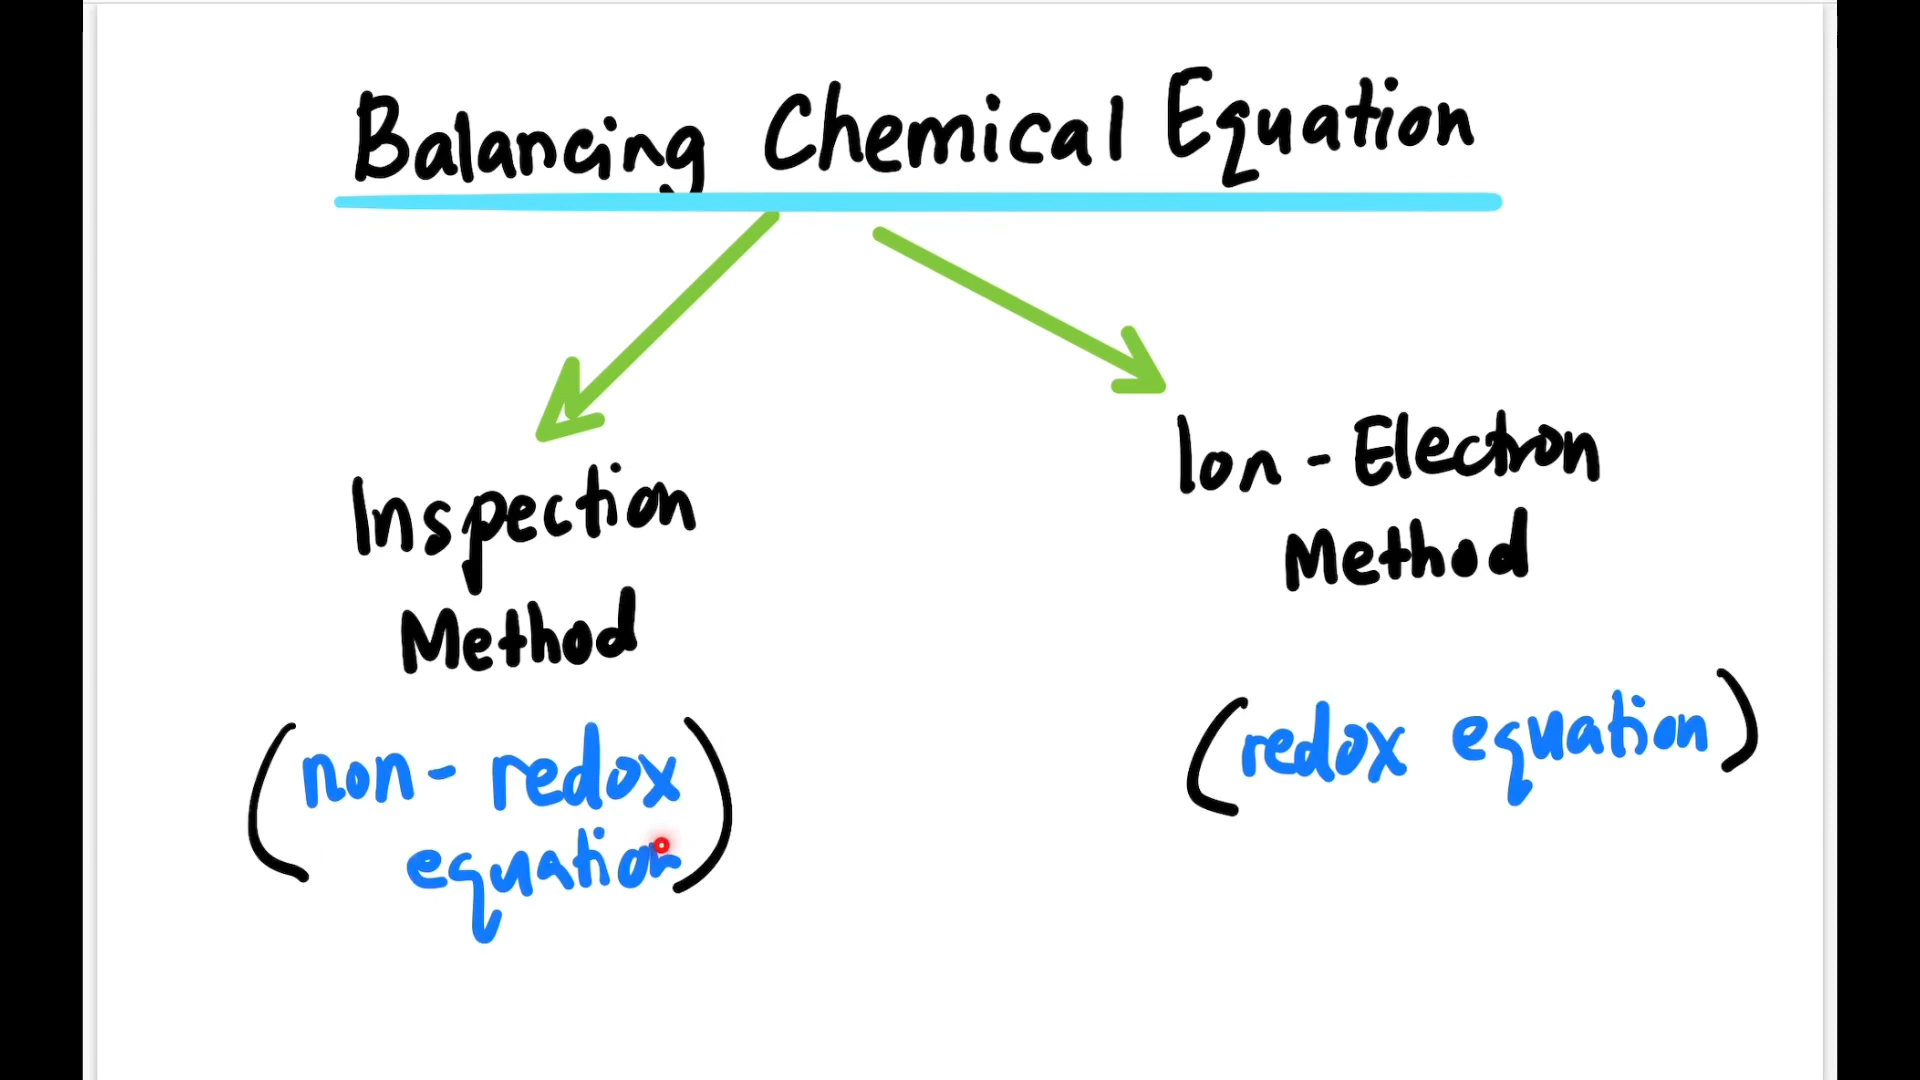 Balancing Chemical Equation
Inspection
Method
(non-redox
equation)
Ion-Electron
Method
(redox equation)